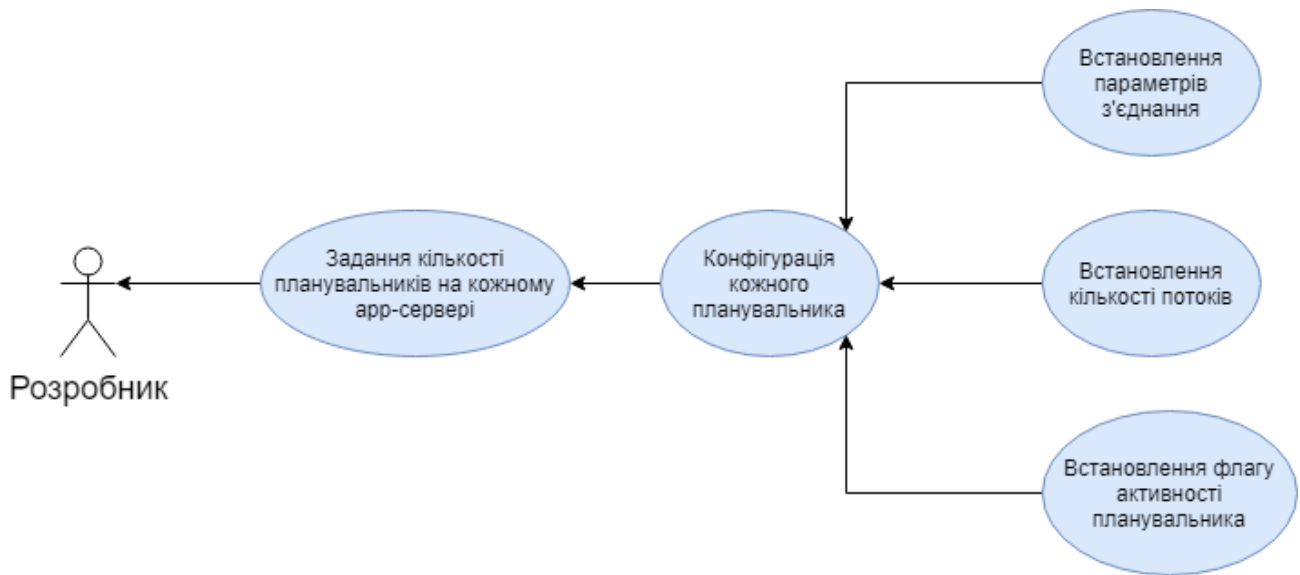 Встановлення
параметрів
з'єднання
Задання кількості
планувальників на кожному
app-сервері
Конфігурація
кожного
планувальника
Встановлення
кількості потоків
Розробник
Встановлення флагу
активності
планувальника